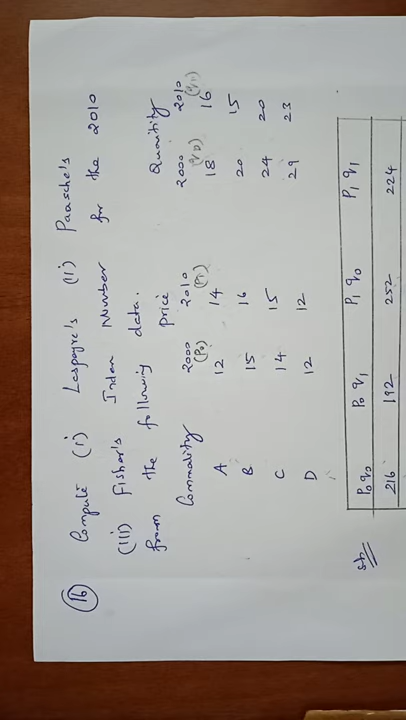 16 Compute (i) Laspayre's (ii) Paasche's
(iii) Fisher's Index Number for the 2010
from the following data.
Commodity Price Quantity
2000 (P0) 2010 (P1) 2000 (q0) 2010 (q1)
A 12 14 18 16
B 15 16 20 15
C 14 15 24 20
D 12 12 29 23
P0q0 P0q1 P1q0 P1q1
216 192 252 224